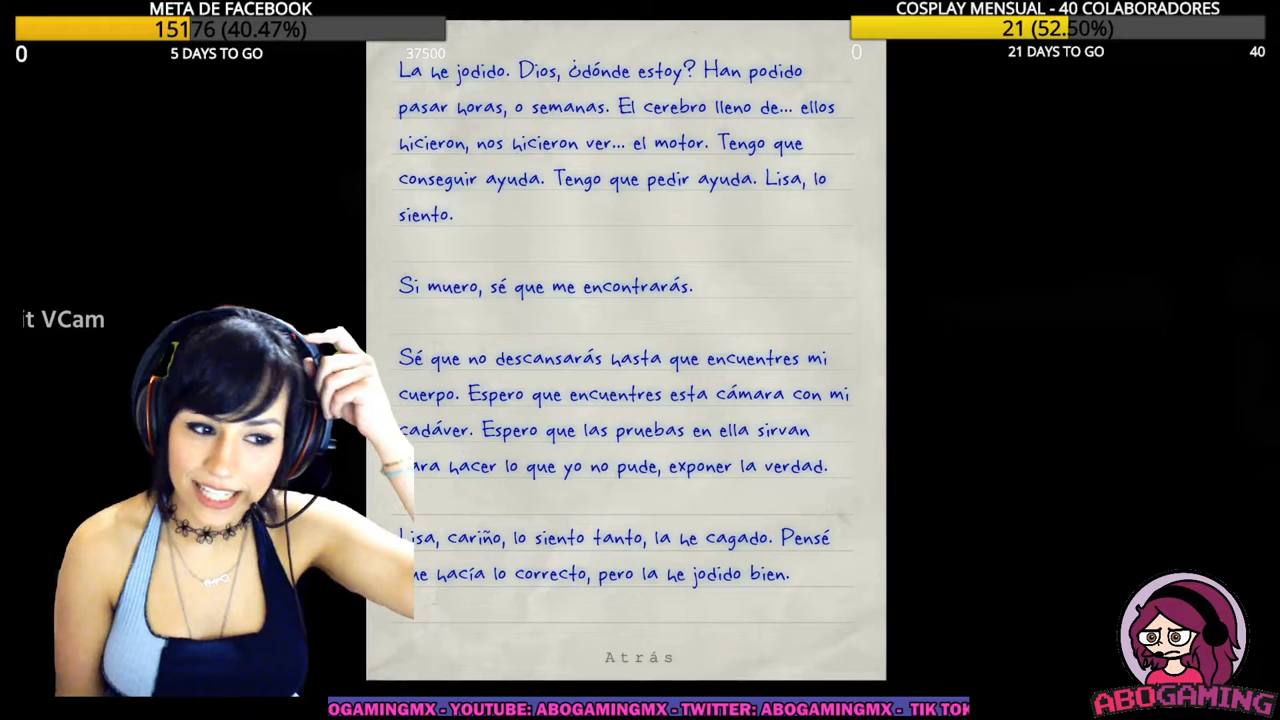 META DE FACEBOOK
15176 (40.47%)
0
5 DAYS TO GO
37500
COSPLAY MENSUAL - 40 COLABORADORES
21 (52.50%)
0
21 DAYS TO GO
40
La he jodido. Dios, ¿dónde estoy? Han podido
pasar horas, o semanas. El cerebro lleno de... ellos
hicieron, nos hicieron ver... el motor. Tengo que
conseguir ayuda. Tengo que pedir ayuda. Lisa, lo
siento.
Si muero, sé que me encontrarás.
it VCam
Sé que no descansarás hasta que encuentres mi
cuerpo. Espero que encuentres esta cámara con mi
cadáver. Espero que las pruebas en ella sirvan
ara hacer lo que yo no pude, exponer la verdad.
Lisa, cariño, lo siento tanto, la he cagado. Pensé
ue hacía lo correcto, pero la he jodido bien.
Atrás
ABOGAMING
OGAMINGMX - YOUTUBE: ABOGAMINGMX - TWITTER: ABOGAMINGMX - TIK TOK